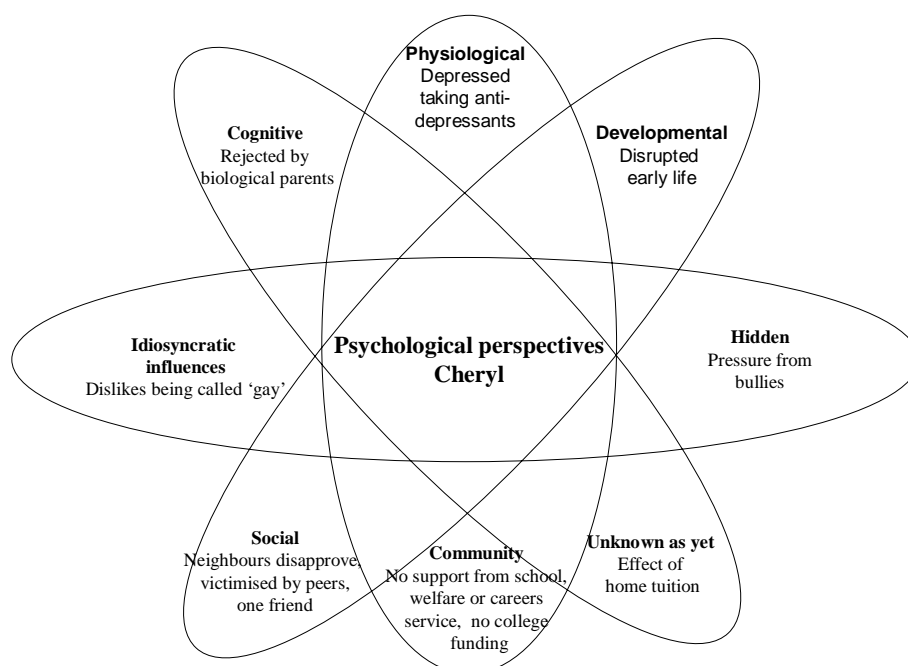 Physiological
Depressed
taking anti-
depressants
Cognitive
Rejected by
biological parents
Developmental
Disrupted
early life
Idiosyncratic
influences
Dislikes being called ‘gay’
Psychological perspectives
Cheryl
Hidden
Pressure from
bullies
Social
Neighbours disapprove,
victimised by peers,
one friend
Community
No support from school,
welfare or careers
service, no college
funding
Unknown as yet
Effect of
home tuition